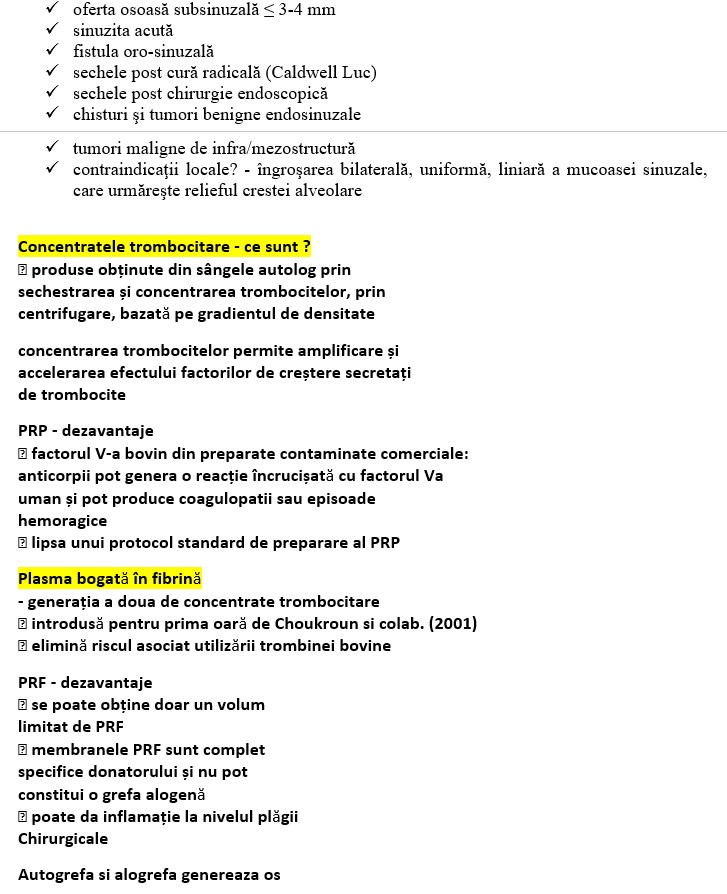 ✓ oferta osoasă subsinuzală ≤ 3-4 mm
✓ sinuzita acută
✓ fistula oro-sinuzală
✓ sechele post cură radicală (Caldwell Luc)
✓ sechele post chirurgie endoscopică
✓ chisturi şi tumori benigne endosinuzale
✓ tumori maligne de infra/mezostructură
✓ contraindicaţii locale? - îngroşarea bilaterală, uniformă, liniară a mucoasei sinuzale,
care urmăreşte relieful crestei alveolare
Concentratele trombocitare - ce sunt ?
⍰ produse obținute din sângele autolog prin
sechestrarea și concentrarea trombocitelor, prin
centrifugare, bazată pe gradientul de densitate
concentrarea trombocitelor permite amplificare și
accelerarea efectului factorilor de creștere secretați
de trombocite
PRP - dezavantaje
⍰ factorul V-a bovin din preparate contaminate comerciale:
anticorpii pot genera o reacție încrucișată cu factorul Va
uman și pot produce coagulopatii sau episoade
hemoragice
⍰ lipsa unui protocol standard de preparare al PRP
Plasma bogată în fibrină
- generația a doua de concentrate trombocitare
⍰ introdusă pentru prima oară de Choukroun si colab. (2001)
⍰ elimină riscul asociat utilizării trombinei bovine
PRF - dezavantaje
⍰ se poate obține doar un volum
limitat de PRF
⍰ membranele PRF sunt complet
specifice donatorului și nu pot
constitui o grefa alogenă
⍰ poate da inflamație la nivelul plăgii
Chirurgicale
Autogrefa si alogrefa genereaza os